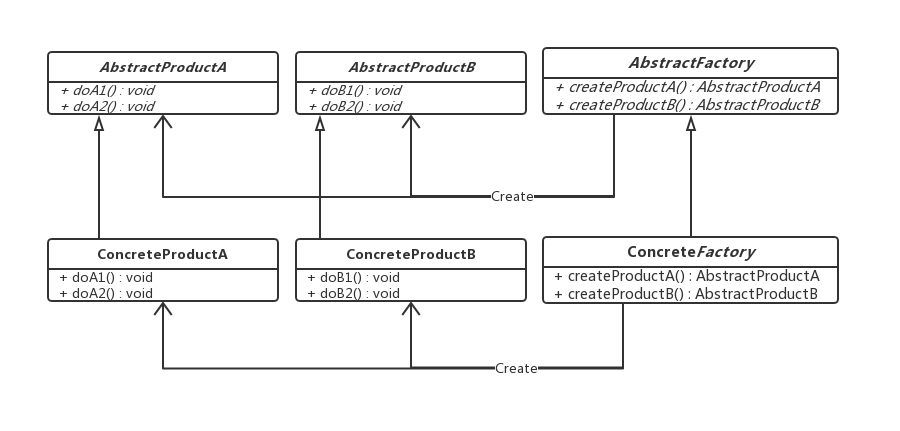 AbstractProductA
+ doA1() : void
+ doA2() : void
AbstractProductB
+ doB1() : void
+ doB2() : void
AbstractFactory
+ createProductA() : AbstractProductA
+ createProductB() : AbstractProductB
Create
ConcreteProductA
+ doA1() : void
+ doA2() : void
ConcreteProductB
+ doB1() : void
+ doB2() : void
ConcreteFactory
+ createProductA() : AbstractProductA
+ createProductB() : AbstractProductB
Create